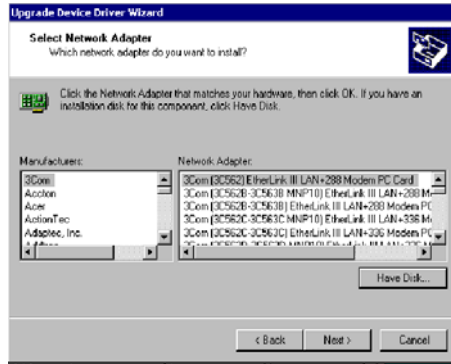 Upgrade Device Driver Wizard
Select Network Adapter
Which network adapter do you want to install?
Click the Network Adapter that matches your hardware, then click OK. If you have an
installation disk for this component, click Have Disk.
Manufacturers:
Network Adapter:
3Com
Accton
Acer
ActionTec
Adaptec, Inc.
3Com (3C562) EtherLink III LAN+288 Modem PC Card
3Com (3C562B-3C563B MNP10) EtherLink III LAN+288 M
3Com (3C562B-3C563B) EtherLink III LAN+288 Modem PC
3Com (3C562C-3C563C MNP10) EtherLink III LAN+336 M
3Com (3C562C-3C563C) EtherLink III LAN+336 Modem PC
Have Disk...
< Back
Next >
Cancel